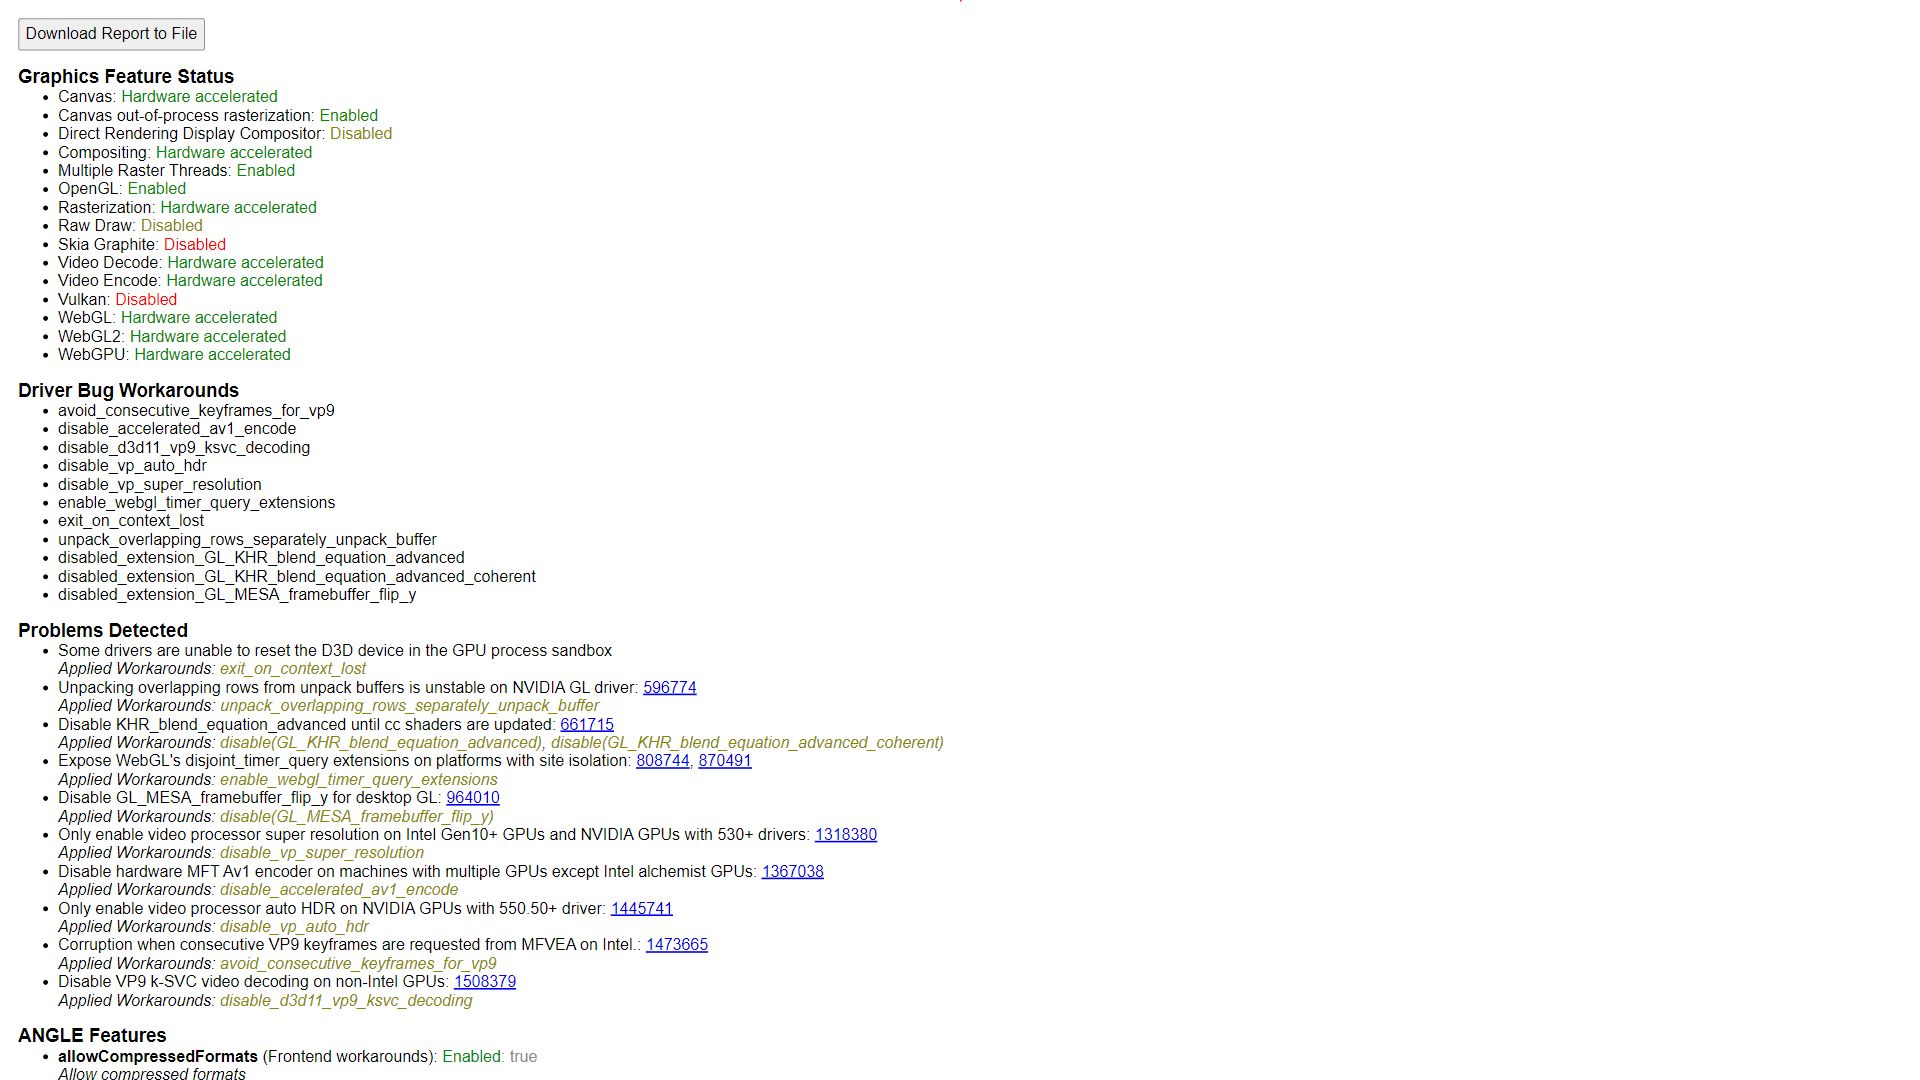 Download Report to File
Graphics Feature Status
Canvas: Hardware accelerated
Canvas out-of-process rasterization: Enabled
Direct Rendering Display Compositor: Disabled
Compositing: Hardware accelerated
Multiple Raster Threads: Enabled
OpenGL: Enabled
Rasterization: Hardware accelerated
Raw Draw: Disabled
Skia Graphite: Disabled
Video Decode: Hardware accelerated
Video Encode: Hardware accelerated
Vulkan: Disabled
WebGL: Hardware accelerated
WebGL2: Hardware accelerated
WebGPU: Hardware accelerated
Driver Bug Workarounds
avoid_consecutive_keyframes_for_vp9
disable_accelerated_av1_encode
disable_d3d11_vp9_ksvc_decoding
disable_vp_auto_hdr
disable_vp_super_resolution
enable_webgl_timer_query_extensions
exit_on_context_lost
unpack_overlapping_rows_separately_unpack_buffer
disabled_extension_GL_KHR_blend_equation_advanced
disabled_extension_GL_KHR_blend_equation_advanced_coherent
disabled_extension_GL_MESA_framebuffer_flip_y
Problems Detected
Some drivers are unable to reset the D3D device in the GPU process sandbox
Applied Workarounds: exit_on_context_lost
Unpacking overlapping rows from unpack buffers is unstable on NVIDIA GL driver: 596774
Applied Workarounds: unpack_overlapping_rows_separately_unpack_buffer
Disable KHR_blend_equation_advanced until cc shaders are updated: 661715
Applied Workarounds: disable(GL_KHR_blend_equation_advanced), disable(GL_KHR_blend_equation_advanced_coherent)
Expose WebGL's disjoint_timer_query extensions on platforms with site isolation: 808744, 870491
Applied Workarounds: enable_webgl_timer_query_extensions
Disable GL_MESA_framebuffer_flip_y for desktop GL: 964010
Applied Workarounds: disable(GL_MESA_framebuffer_flip_y)
Only enable video processor super resolution on Intel Gen10+ GPUs and NVIDIA GPUs with 530+ drivers: 1318380
Applied Workarounds: disable_vp_super_resolution
Disable hardware MFT Av1 encoder on machines with multiple GPUs except Intel alchemist GPUs: 1367038
Applied Workarounds: disable_accelerated_av1_encode
Only enable video processor auto HDR on NVIDIA GPUs with 550.50+ driver: 1445741
Applied Workarounds: disable_vp_auto_hdr
Corruption when consecutive VP9 keyframes are requested from MFVEA on Intel.: 1473665
Applied Workarounds: avoid_consecutive_keyframes_for_vp9
Disable VP9 k-SVC video decoding on non-Intel GPUs: 1508379
Applied Workarounds: disable_d3d11_vp9_ksvc_decoding
ANGLE Features
allowCompressedFormats (Frontend workarounds): Enabled: true
Allow compressed formats